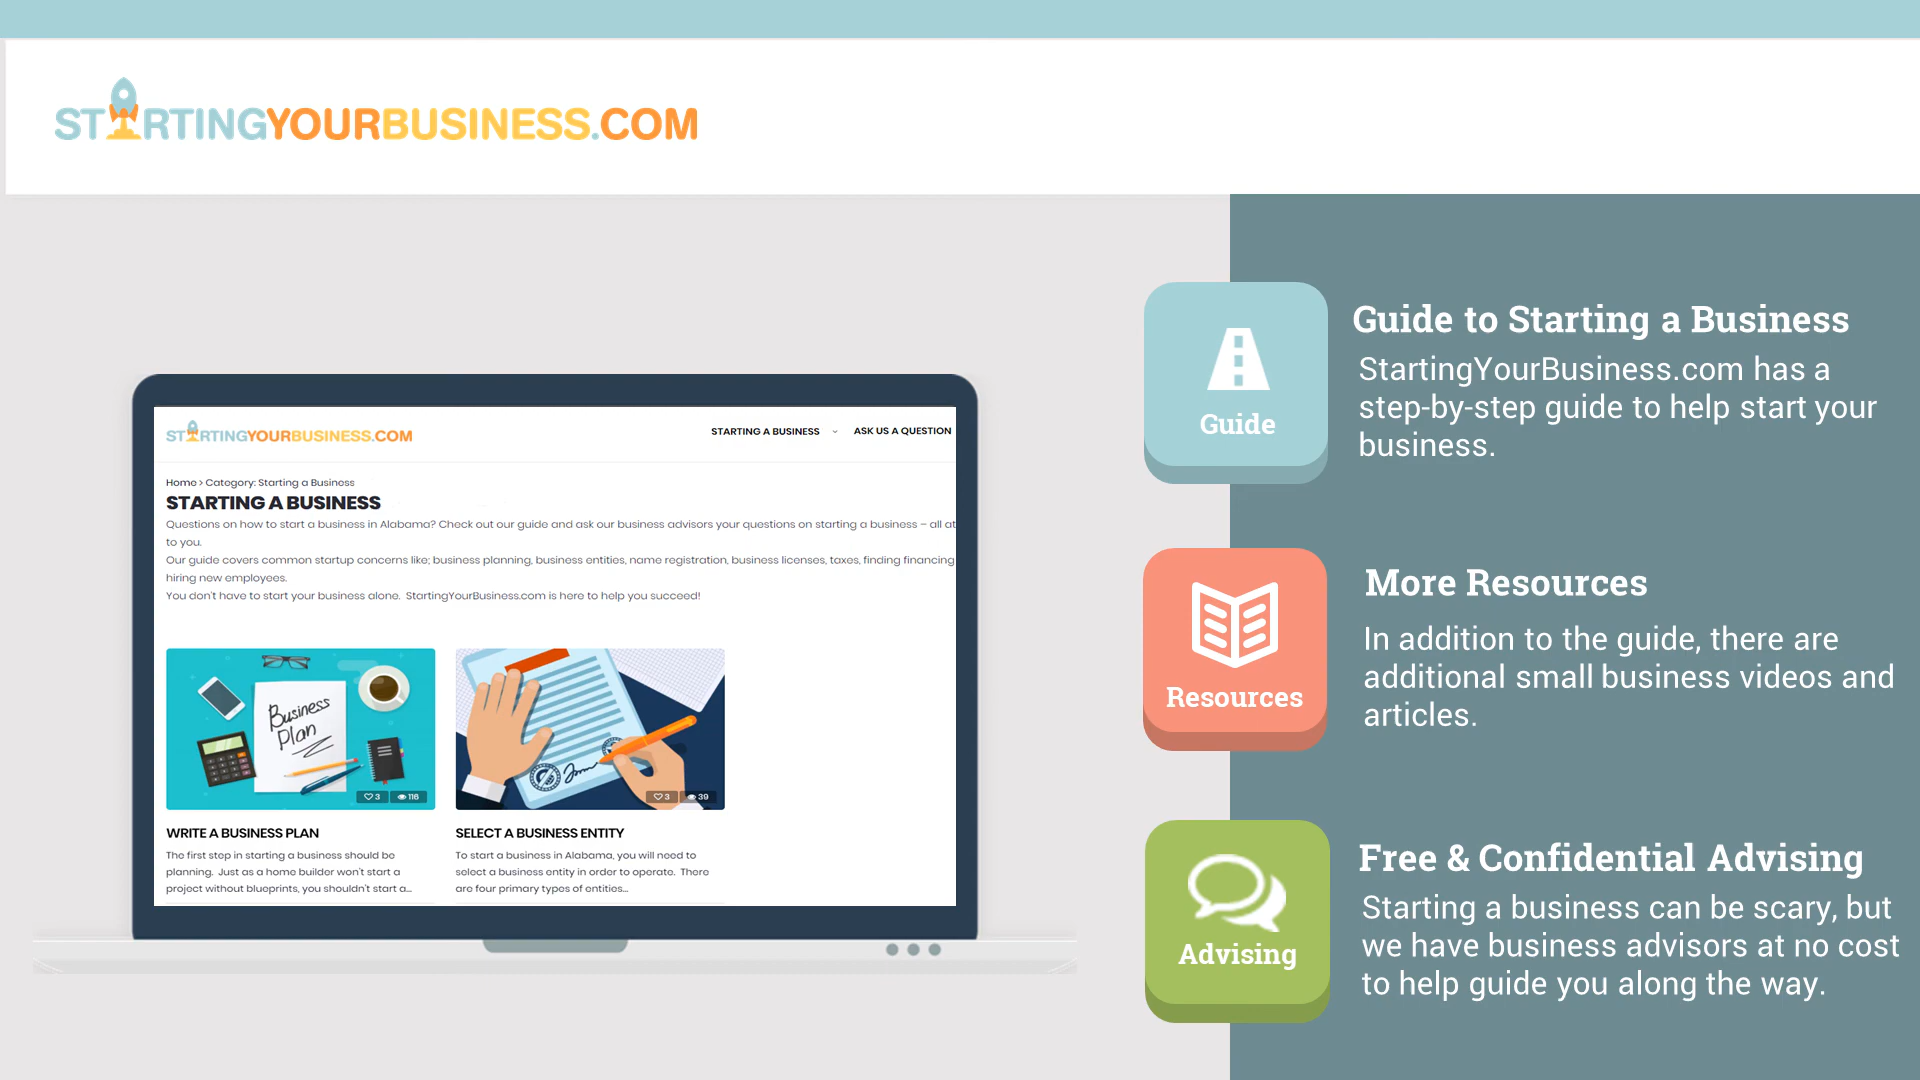 STARTINGYOURBUSINESS.COM
STARTINGYOURBUSINESS.COM
STARTING A BUSINESS
ASK US A QUESTION
Home > Category: Starting a Business
STARTING A BUSINESS
Questions on how to start a business in Alabama? Check out our guide and ask our business advisors your questions on starting a business – all at
to you.
Our guide covers common startup concerns like; business planning, business entities, name registration, business licenses, taxes, finding financing
hiring new employees.
You don't have to start your business alone. StartingYourBusiness.com is here to help you succeed!
Business
Plan
3 116
3 39
WRITE A BUSINESS PLAN
The first step in starting a business should be
planning. Just as a home builder won't start a
project without blueprints, you shouldn't start a...
SELECT A BUSINESS ENTITY
To start a business in Alabama, you will need to
select a business entity in order to operate. There
are four primary types of entities...
Guide
Guide to Starting a Business
StartingYourBusiness.com has a
step-by-step guide to help start your
business.
Resources
More Resources
In addition to the guide, there are
additional small business videos and
articles.
Advising
Free & Confidential Advising
Starting a business can be scary, but
we have business advisors at no cost
to help guide you along the way.